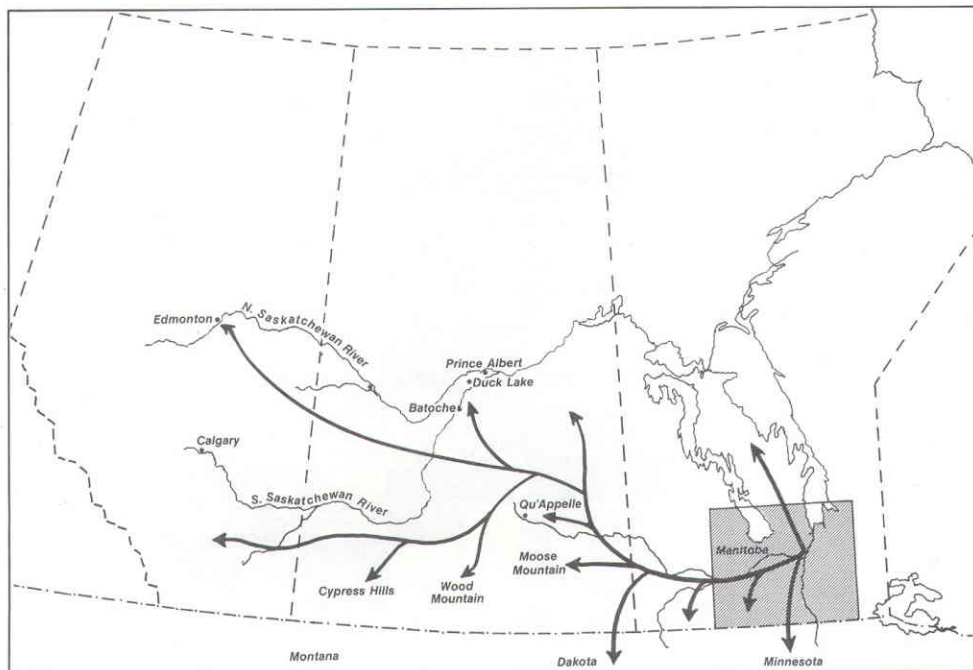 Edmonton
N. Saskatchewan River
Prince Albert
Duck Lake
Batoche
Calgary
S. Saskatchewan River
Qu'Appelle
Manitoba
Moose
Mountain
Cypress Hills
Wood
Mountain
Montana
Dakota
Minnesota